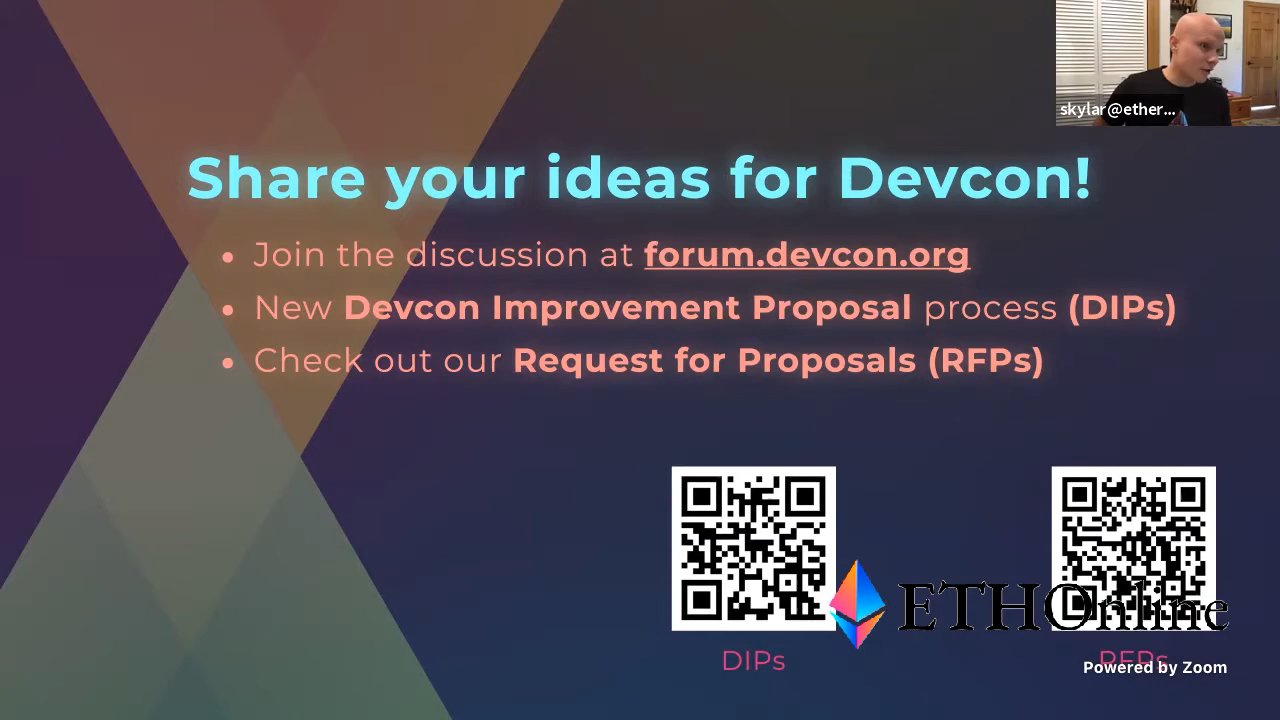 skylar@ether...
Share your ideas for Devcon!
• Join the discussion at forum.devcon.org
• New Devcon Improvement Proposal process (DIPs)
• Check out our Request for Proposals (RFPs)
ETHOnline
DIPs
RFPs
Powered by Zoom